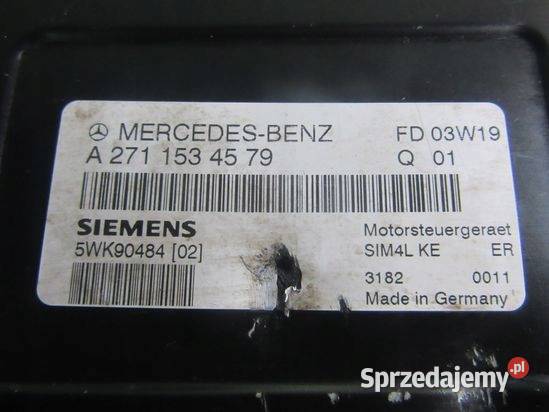 MERCEDES-BENZ FD 03W19
A 271 153 45 79 Q 01
SIEMENS Motorsteuergeraet
5WK90484 [02] SIM4L KE ER
3182 0011
Made in Germany
Sprzedajemy.pl